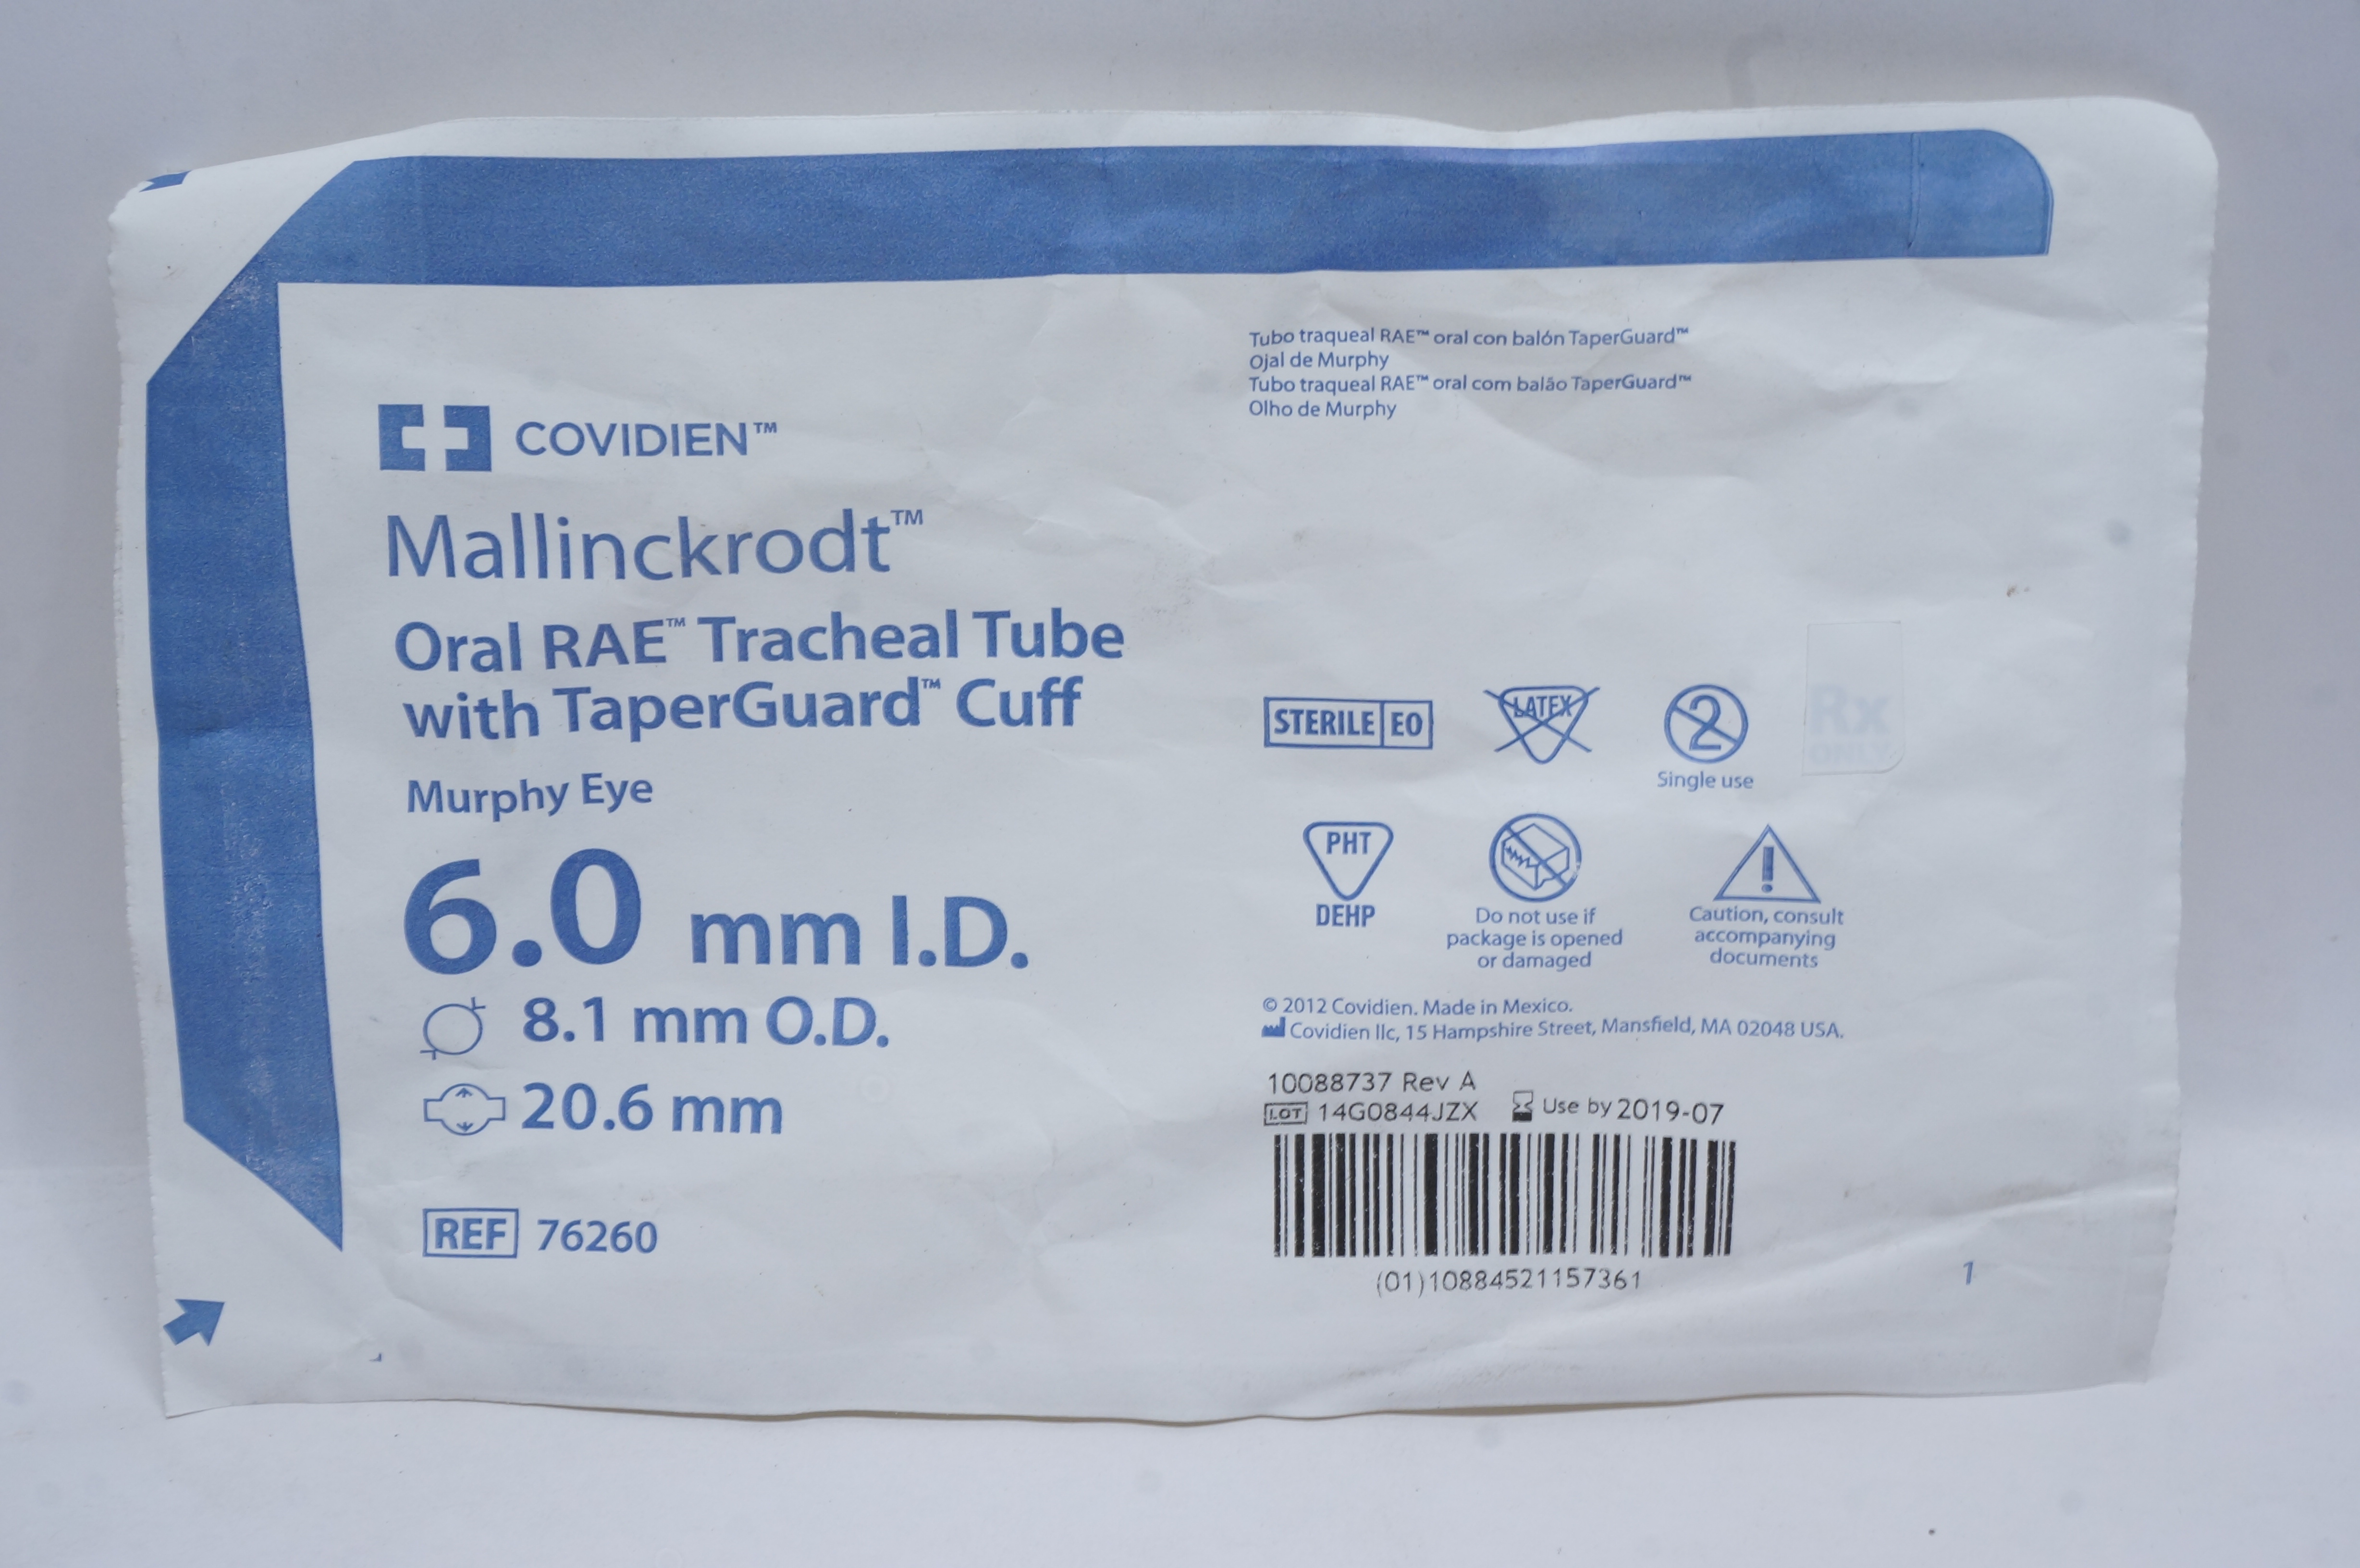 COVIDIEN™
Mallinckrodt™
Oral RAE™ Tracheal Tube
with TaperGuard™ Cuff
Murphy Eye
6.0 mm I.D.
8.1 mm O.D.
20.6 mm
REF 76260
Tubo traqueal RAE™ oral con balón TaperGuard™
Ojal de Murphy
Tubo traqueal RAE™ oral com balão TaperGuard™
Olho de Murphy
STERILE EO
LATEX
2
Single use
Rx
ONLY
PHT
DEHP
Do not use if
package is opened
or damaged
!
Caution, consult
accompanying
documents
© 2012 Covidien. Made in Mexico.
Covidien llc, 15 Hampshire Street, Mansfield, MA 02048 USA.
10088737 Rev A
LOT 14G0844JZX Use by 2019-07
(01)10884521157361
1